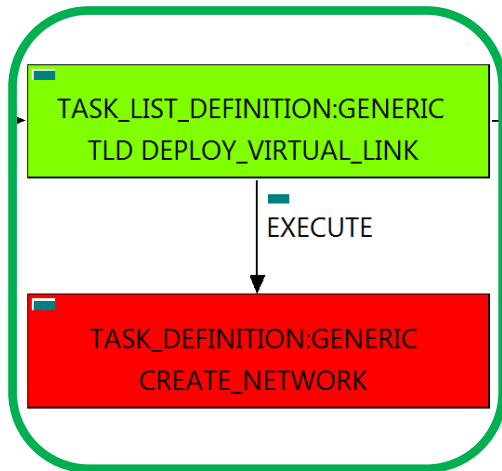 TASK_LIST_DEFINITION:GENERIC
TLD DEPLOY_VIRTUAL_LINK
EXECUTE
TASK_DEFINITION:GENERIC
CREATE_NETWORK